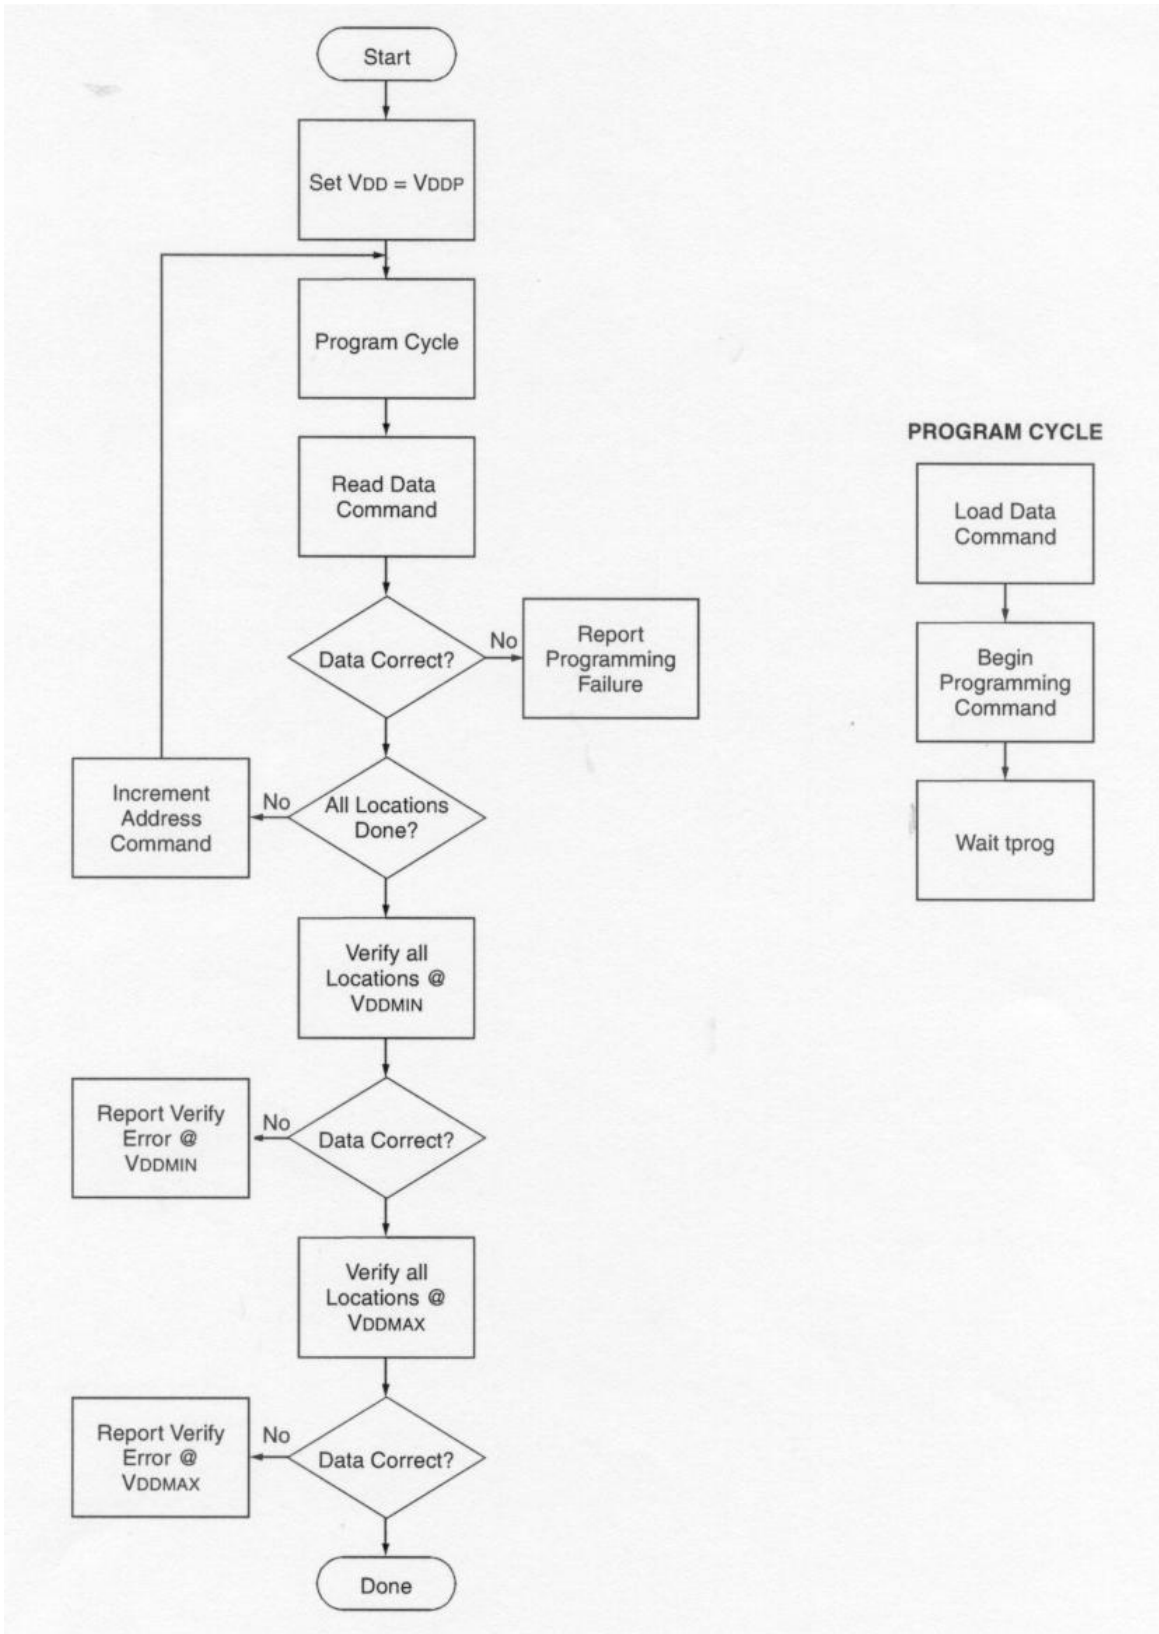 Start
Set VDD = VDDP
Program Cycle
Read Data
Command
Data Correct?
No
Report
Programming
Failure
All Locations
Done?
No
Increment
Address
Command
Verify all
Locations @
VDDMIN
Data Correct?
No
Report Verify
Error @
VDDMIN
Verify all
Locations @
VDDMAX
Data Correct?
No
Report Verify
Error @
VDDMAX
Done
PROGRAM CYCLE
Load Data
Command
Begin
Programming
Command
Wait tprog